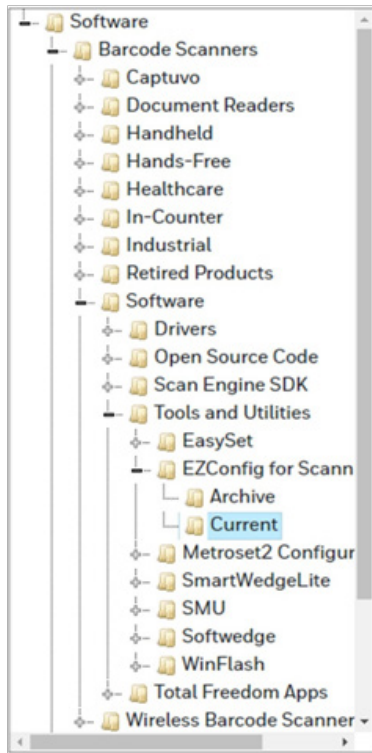 Software
Barcode Scanners
Captuvo
Document Readers
Handheld
Hands-Free
Healthcare
In-Counter
Industrial
Retired Products
Software
Drivers
Open Source Code
Scan Engine SDK
Tools and Utilities
EasySet
EZConfig for Scann
Archive
Current
Metroset2 Configur
SmartWedgeLite
SMU
Softwedge
WinFlash
Total Freedom Apps
Wireless Barcode Scanner